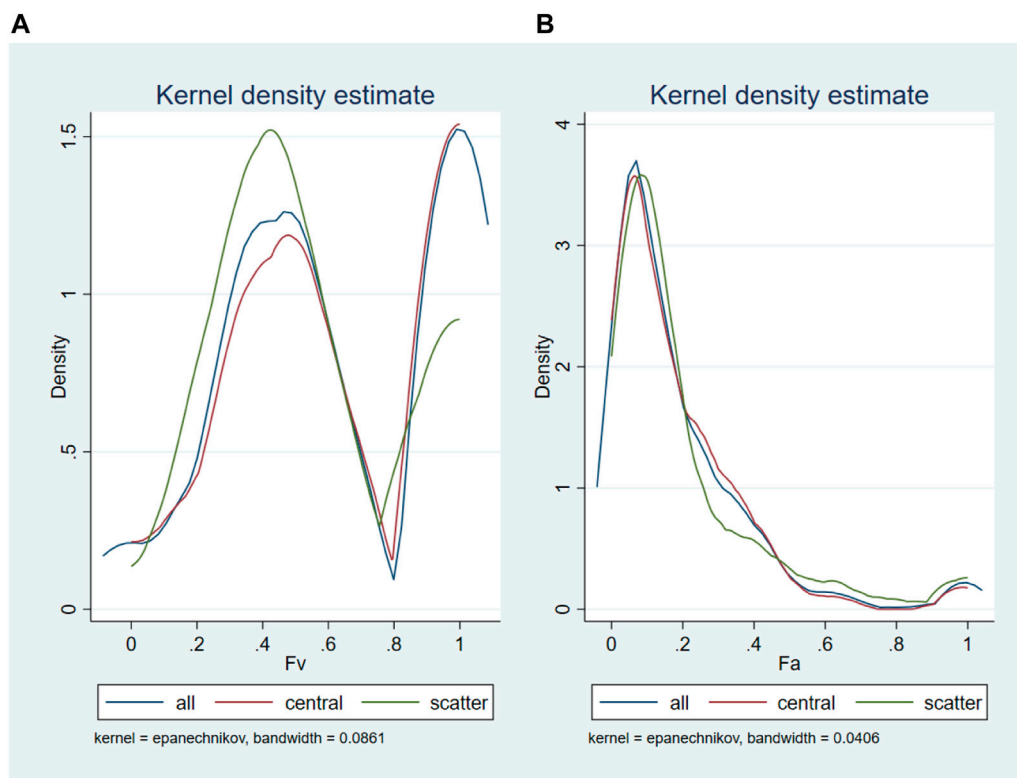 A
Kernel density estimate
Density
1.5
1
.5
0
0 .2 .4 .6 .8 1
Fv
all central scatter
kernel = epanechnikov, bandwidth = 0.0861
B
Kernel density estimate
Density
4
3
2
1
0
0 .2 .4 .6 .8 1
Fa
all central scatter
kernel = epanechnikov, bandwidth = 0.0406